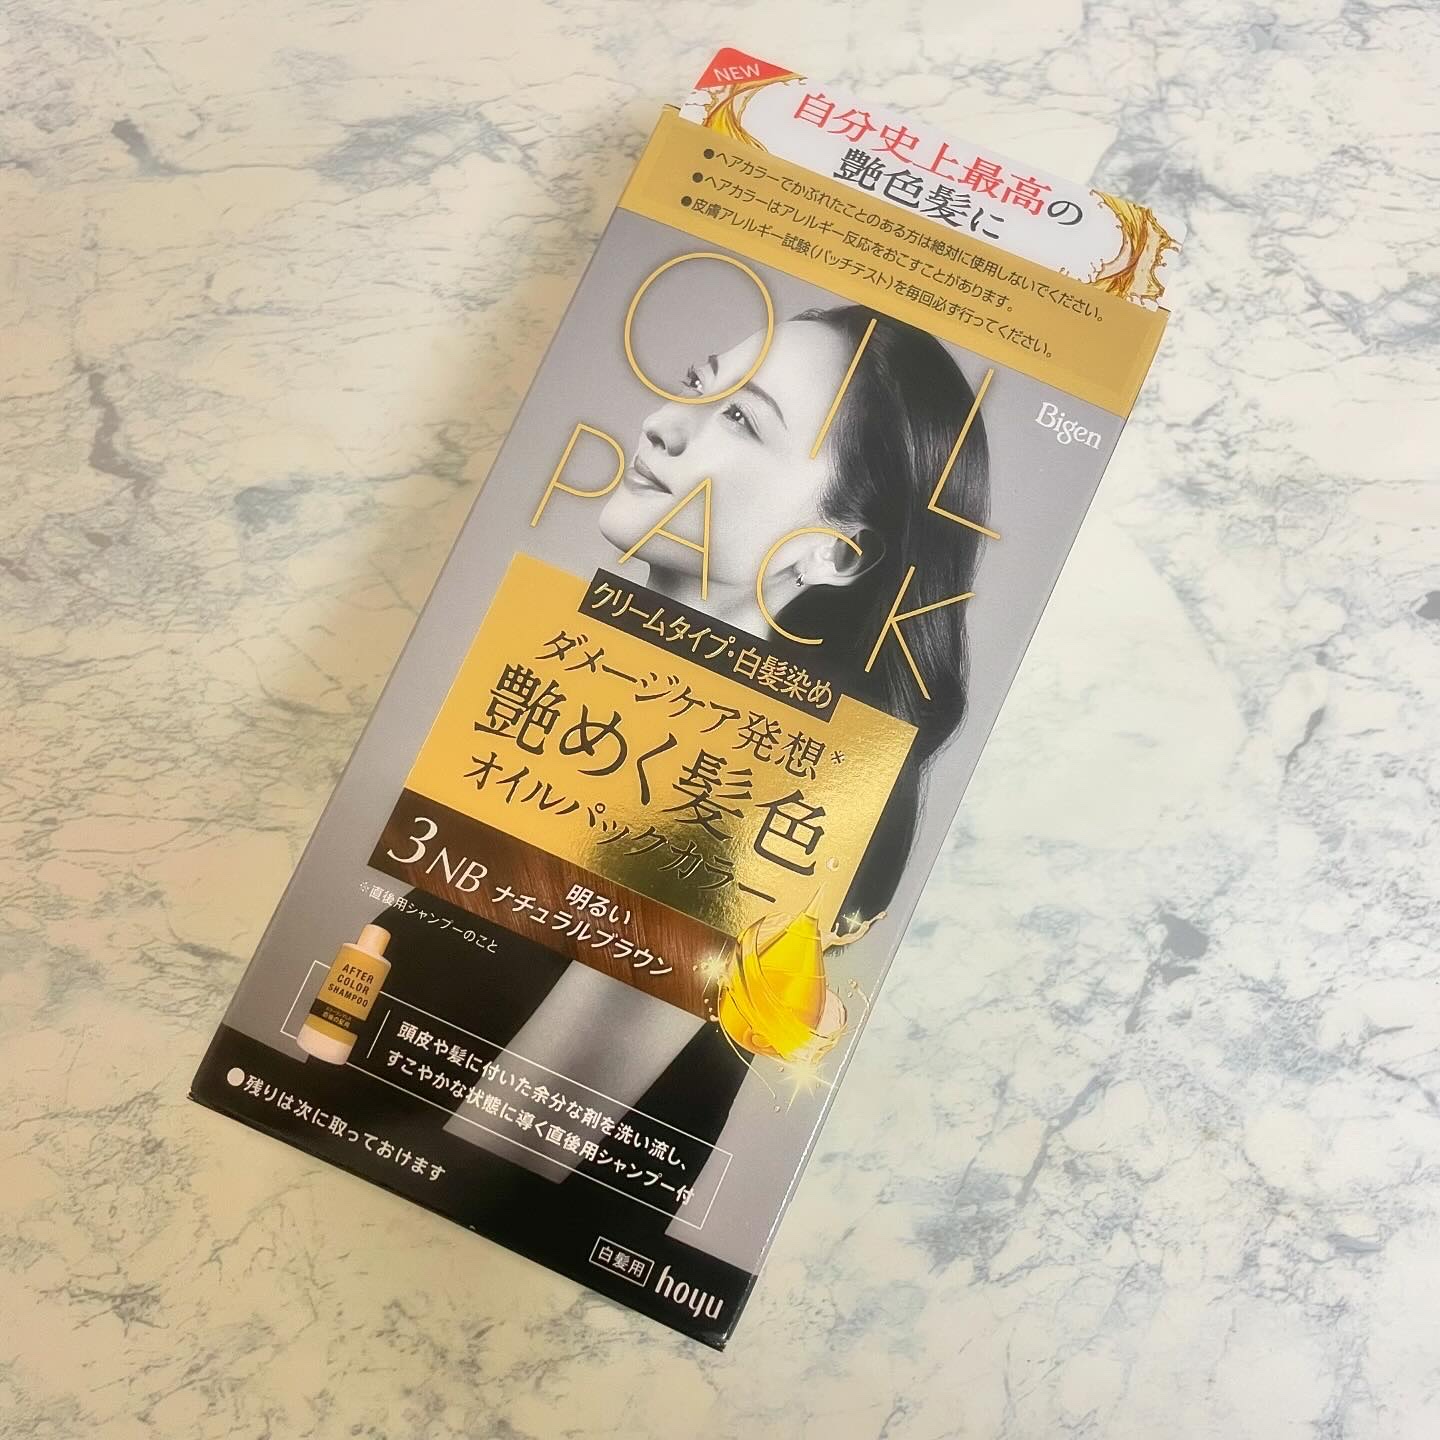 NEW
自分史上最高の
艶色髪に
●ヘアカラーでかぶれたことのある方は絶対に使用しないでください。
●ヘアカラーはアレルギー反応をおこすことがあります。
●皮膚アレルギー試験(パッチテスト)を毎回必ず行ってください。
OIL
Bigen
PACK
クリームタイプ・白髪染め
ダメージケア発想※
艶めく髪色
オイルパックカラー
3NB 明るい
ナチュラルブラウン
※直後用シャンプーのこと
AFTER
COLOR
SHAMPOO
頭皮や髪に付いた余分な剤を洗い流し、
すこやかな状態に導く直後用シャンプー付
●残りは次に取っておけます
白髪用 hoyu